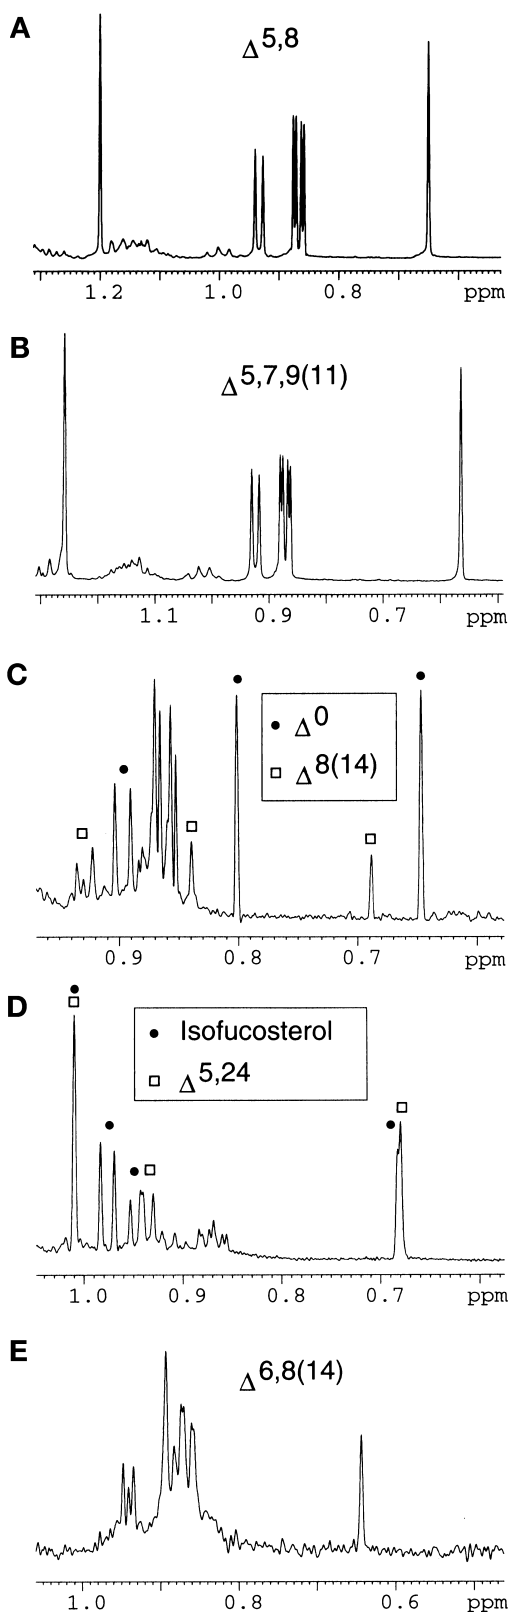 A
Δ5,8
1.2 1.0 0.8 ppm
B
Δ5,7,9(11)
1.1 0.9 0.7 ppm
C
● Δ0
□ Δ8(14)
0.9 0.8 0.7 ppm
D
● Isofucosterol
□ Δ5,24
1.0 0.9 0.8 0.7 ppm
E
Δ6,8(14)
1.0 0.8 0.6 ppm